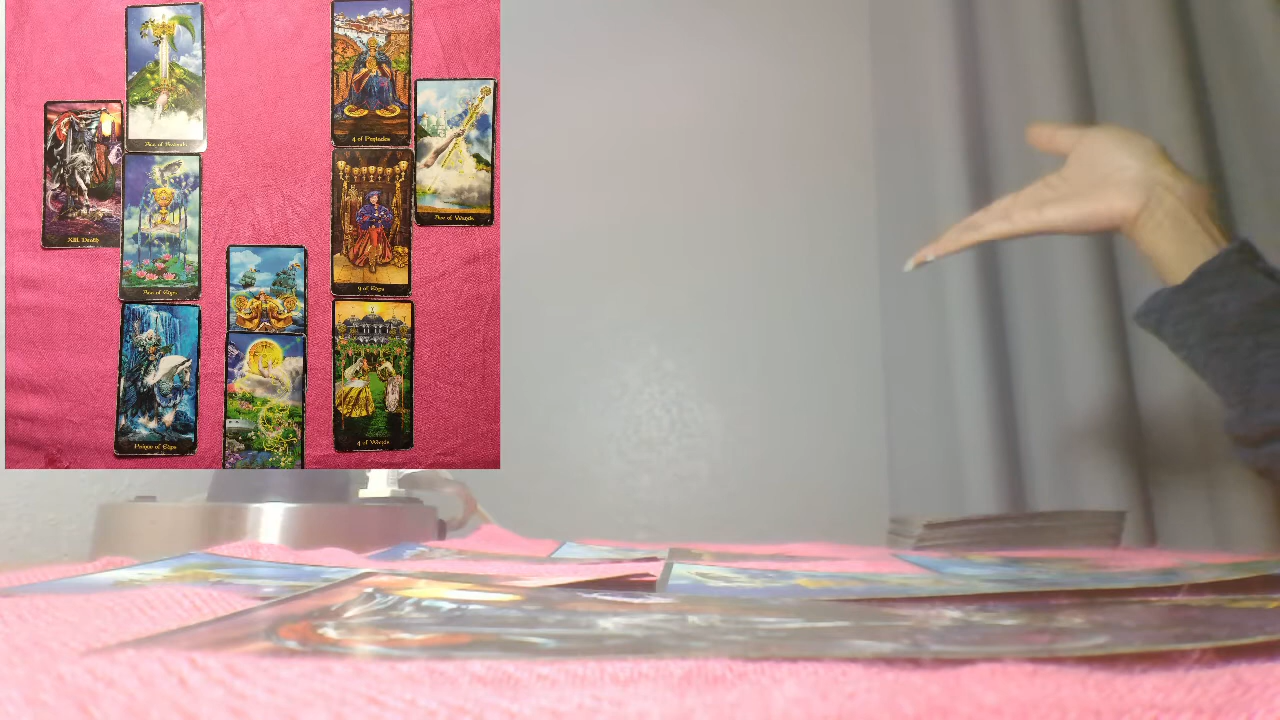 Ace of Swords
4 of Pentacles
XIII. Death
Ace of Wands
Ace of Cups
9 of Cups
Prince of Cups
4 of Wands